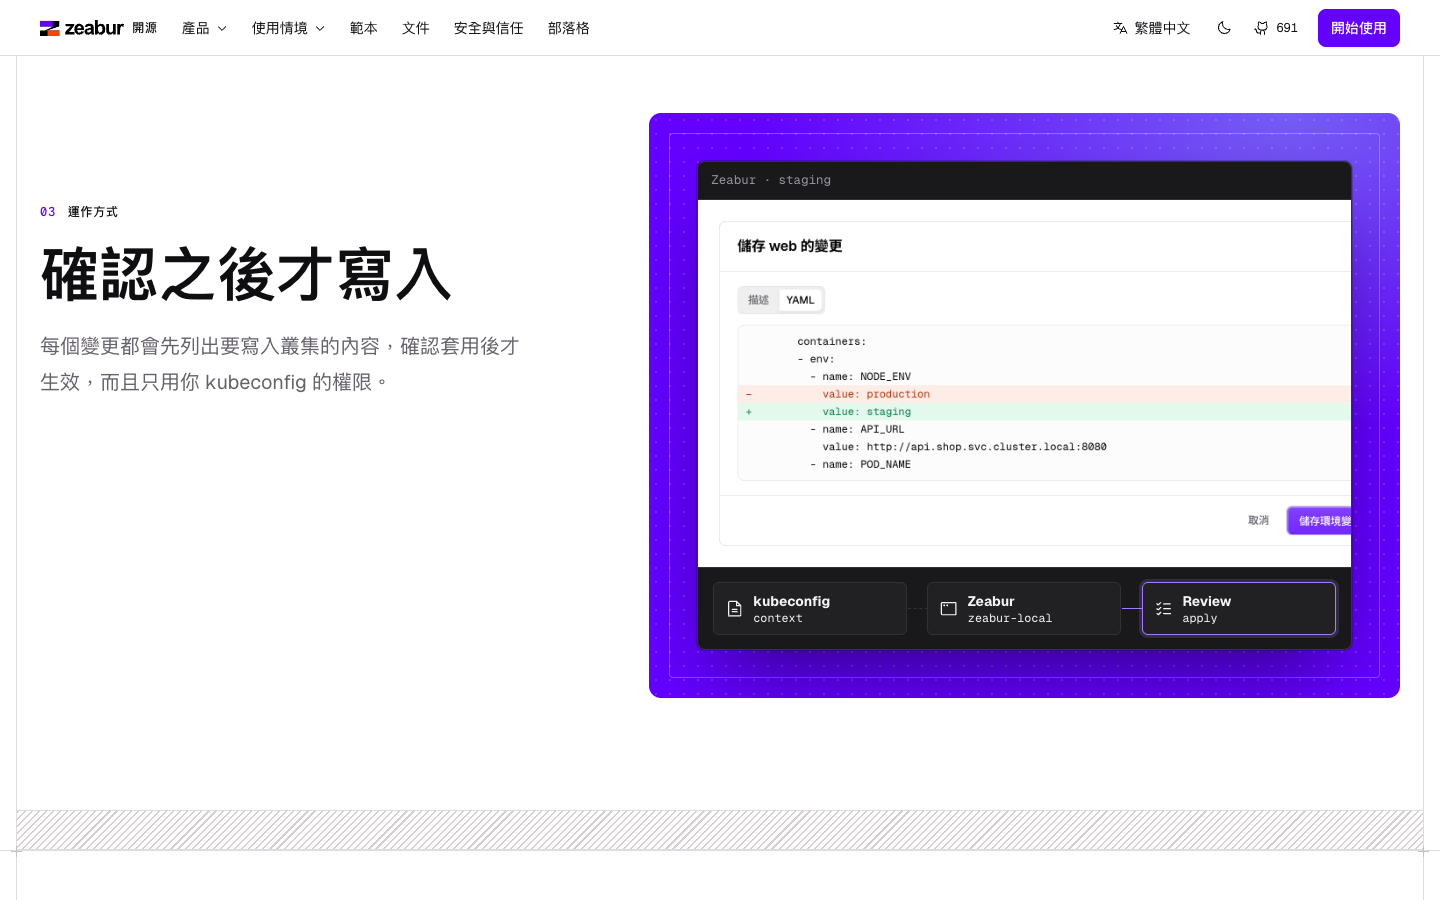 zeabur 開源 產品 使用情境 範本 文件 安全與信任 部落格 繁體中文 691 開始使用
03 運作方式
確認之後才寫入
每個變更都會先列出要寫入叢集的內容，確認套用後才
生效，而且只用你 kubeconfig 的權限。
Zeabur · staging
儲存 web 的變更
描述 YAML
containers:
- env:
- name: NODE_ENV
- value: production
+ value: staging
- name: API_URL
value: http://api.shop.svc.cluster.local:8080
- name: POD_NAME
取消 儲存環境變
kubeconfig
context
Zeabur
zeabur-local
Review
apply